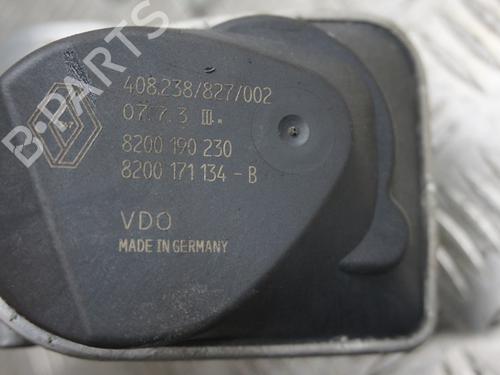 B-PARTS
408.238/827/002
07.7.3 III.
8200 190 230
8200 171 134 - B
VDO
MADE IN GERMANY